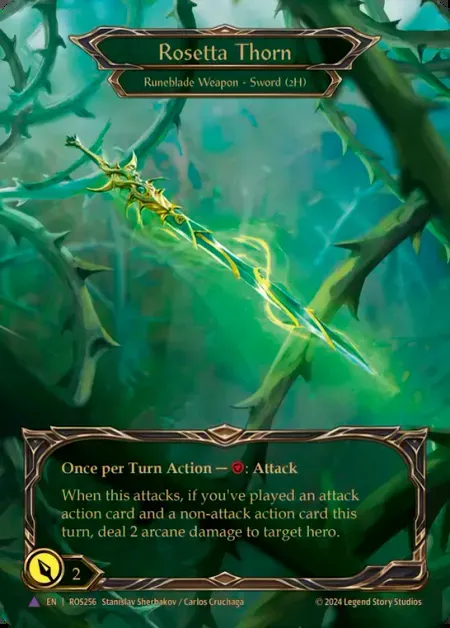 Rosetta Thorn
Runeblade Weapon - Sword (2H)
Once per Turn Action — : Attack
When this attacks, if you've played an attack
action card and a non-attack action card this
turn, deal 2 arcane damage to target hero.
2
EN | ROS256 Stanislav Sherbakov / Carlos Cruchaga
© 2024 Legend Story Studios